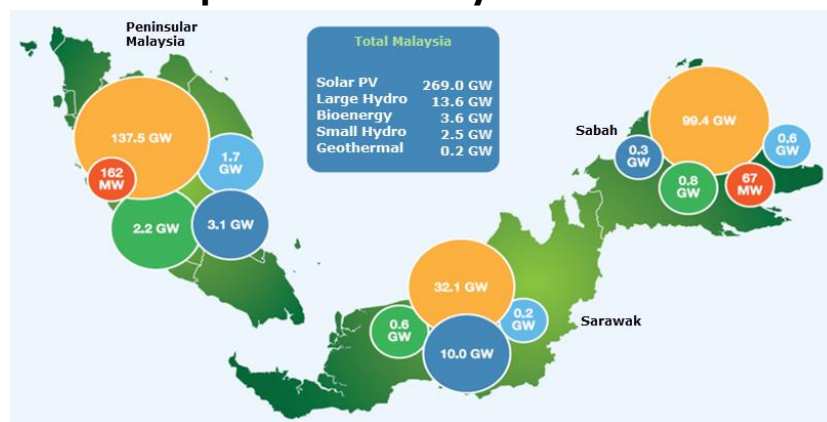 Peninsular
Malaysia
Total Malaysia
Solar PV 269.0 GW
Large Hydro 13.6 GW
Bioenergy 3.6 GW
Small Hydro 2.5 GW
Geothermal 0.2 GW
137.5 GW
162
MW
1.7
GW
2.2 GW
3.1 GW
Sabah
99.4 GW
0.3
GW
0.6
GW
0.8
GW
67
MW
32.1 GW
0.6
GW
0.2
GW
10.0 GW
Sarawak